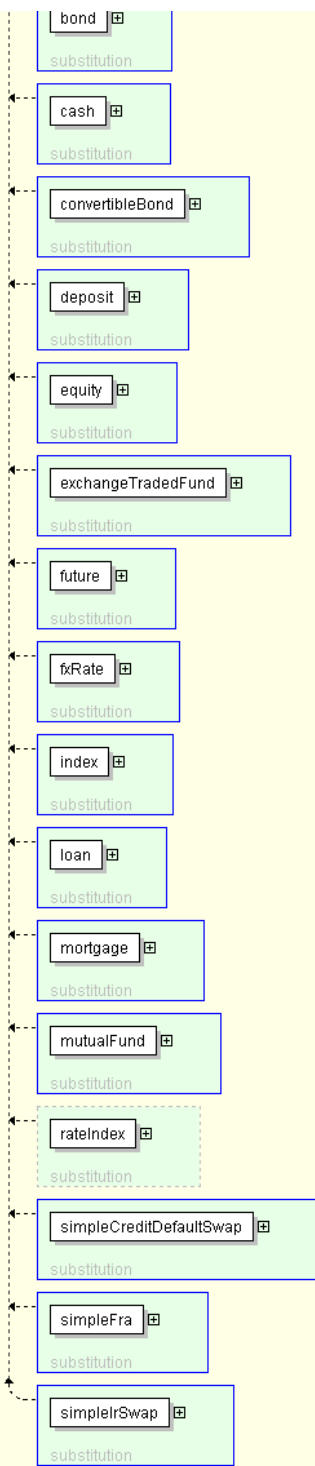 bond
substitution
cash
substitution
convertibleBond
substitution
deposit
substitution
equity
substitution
exchangeTradedFund
substitution
future
substitution
fxRate
substitution
index
substitution
loan
substitution
mortgage
substitution
mutualFund
substitution
rateIndex
substitution
simpleCreditDefaultSwap
substitution
simpleFra
substitution
simpleIrSwap
substitution